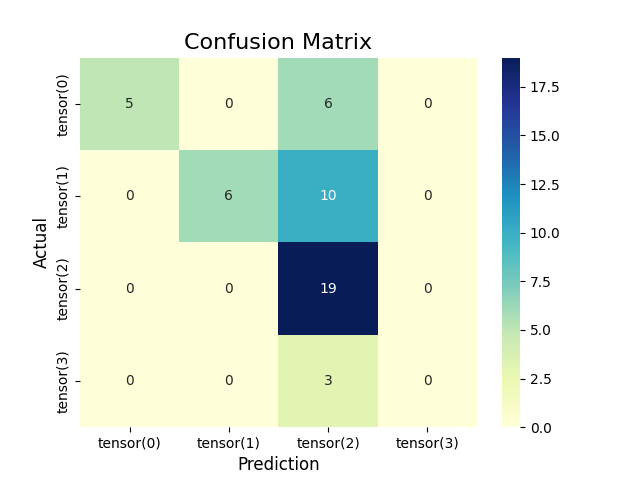 Confusion Matrix
Actual
tensor(0)
5 0 6 0
tensor(1)
0 6 10 0
tensor(2)
0 0 19 0
tensor(3)
0 0 3 0
tensor(0) tensor(1) tensor(2) tensor(3)
Prediction
17.5
15.0
12.5
10.0
7.5
5.0
2.5
0.0